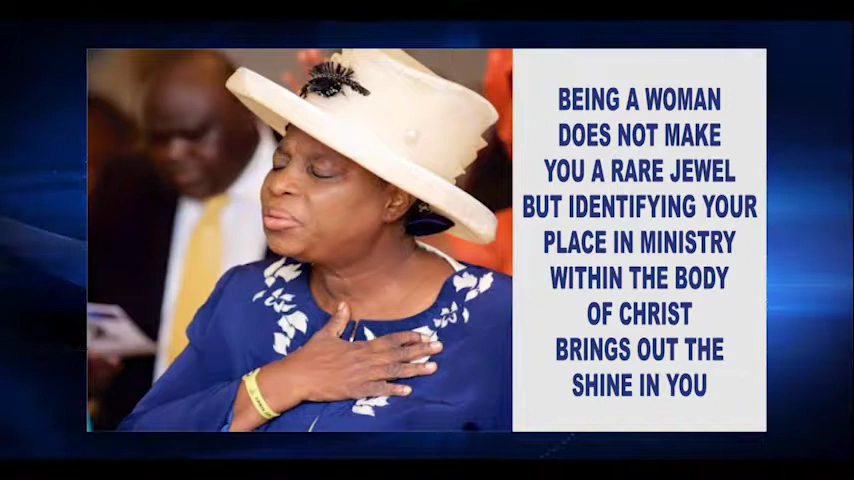 BEING A WOMAN
DOES NOT MAKE
YOU A RARE JEWEL
BUT IDENTIFYING YOUR
PLACE IN MINISTRY
WITHIN THE BODY
OF CHRIST
BRINGS OUT THE
SHINE IN YOU